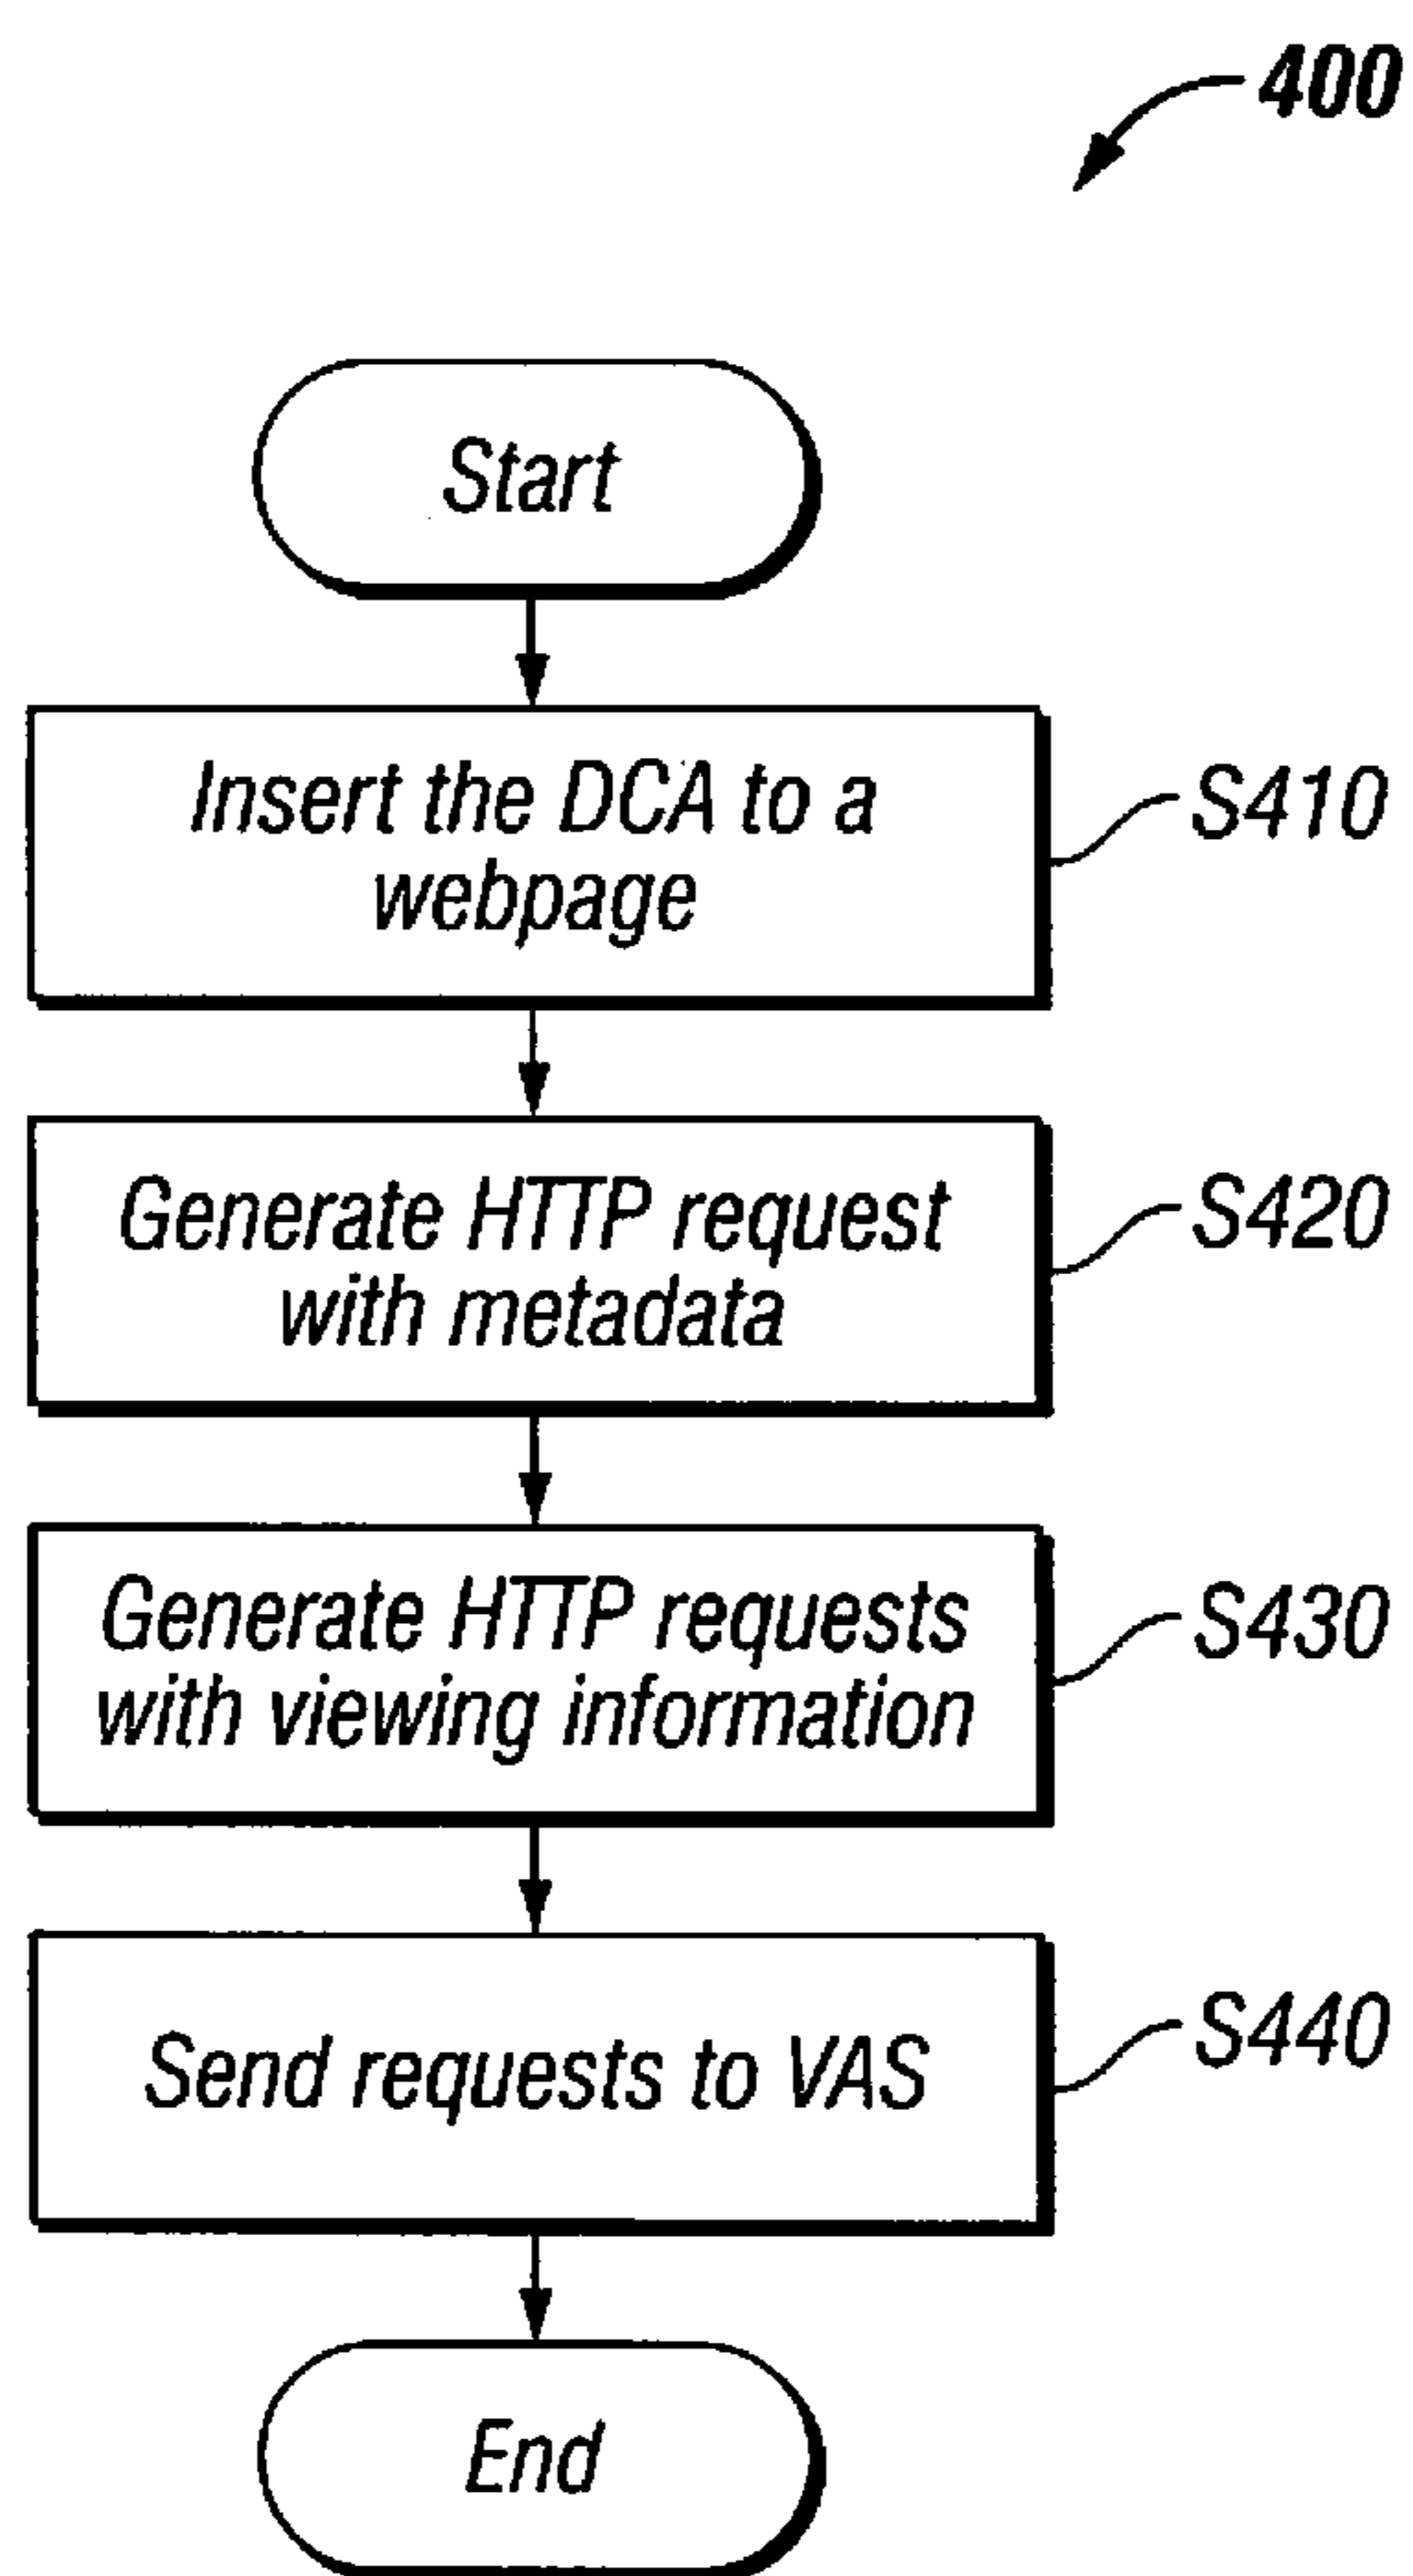 400
Start
Insert the DCA to a
webpage
S410
Generate HTTP request
with metadata
S420
Generate HTTP requests
with viewing information
S430
Send requests to VAS
S440
End